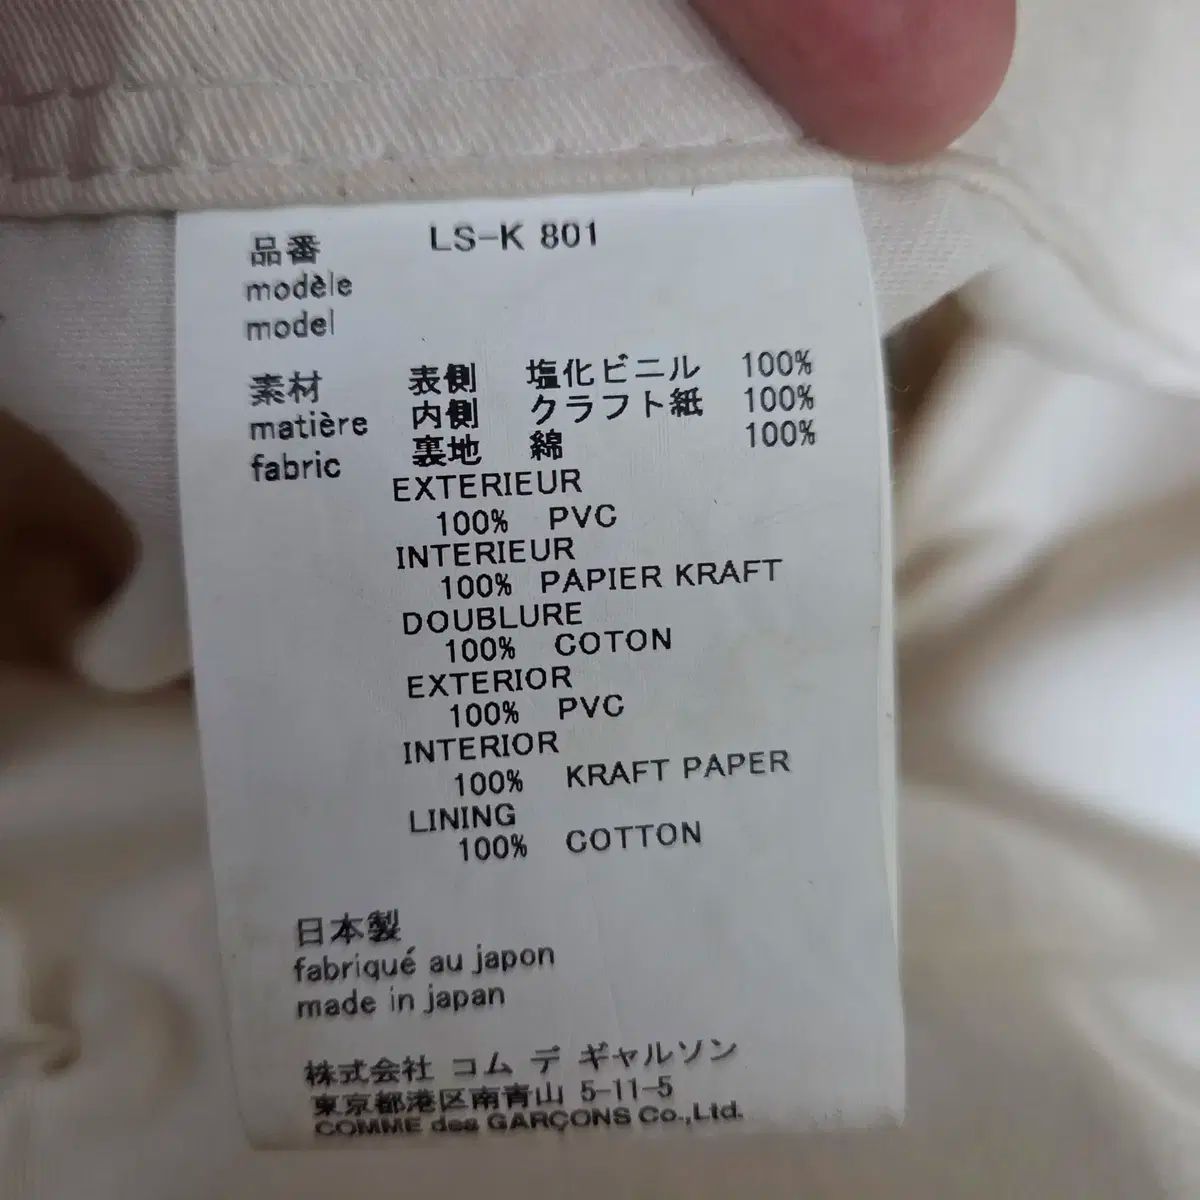 品番 LS-K 801
modèle
model
素材 表側 塩化ビニル 100%
matière 内側 クラフト紙 100%
fabric 裏地 綿 100%
EXTERIEUR
100% PVC
INTERIEUR
100% PAPIER KRAFT
DOUBLURE
100% COTON
EXTERIOR
100% PVC
INTERIOR
100% KRAFT PAPER
LINING
100% COTTON
日本製
fabriqué au japon
made in japan
株式会社 コム デ ギャルソン
東京都港区南青山 5-11-5
COMME des GARÇONS Co.,Ltd.